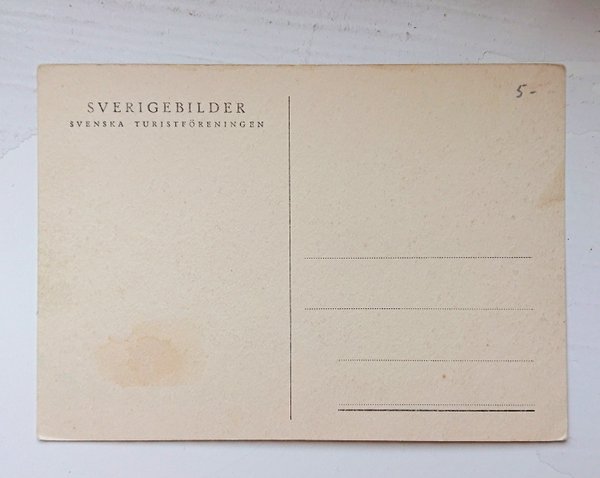 SVERIGEBILDER
SVENSKA TURISTFÖRENINGEN
5-